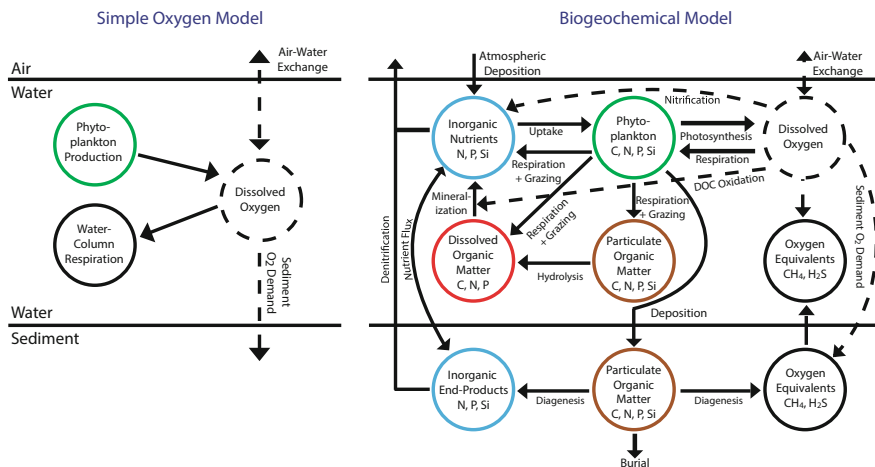 Simple Oxygen Model
Air-Water
Exchange
Air
Water
Phyto-
plankton
Production
Dissolved
Oxygen
Water-
Column
Respiration
Sediment
O2 Demand
Water
Sediment
Biogeochemical Model
Atmospheric
Deposition
Air-Water
Exchange
Air
Water
Nitrification
Inorganic
Nutrients
N, P, Si
Uptake
Phyto-
plankton
C, N, P, Si
Photosynthesis
Respiration
Dissolved
Oxygen
Respiration
+ Grazing
DOC Oxidation
Mineral-
ization
Respiration
+ Grazing
Respiration
+ Grazing
Sediment O2 Demand
Denitrification
Nutrient Flux
Dissolved
Organic
Matter
C, N, P
Hydrolysis
Particulate
Organic
Matter
C, N, P, Si
Oxygen
Equivalents
CH4, H2S
Deposition
Water
Sediment
Inorganic
End-Products
N, P, Si
Diagenesis
Particulate
Organic
Matter
C, N, P, Si
Diagenesis
Oxygen
Equivalents
CH4, H2S
Burial